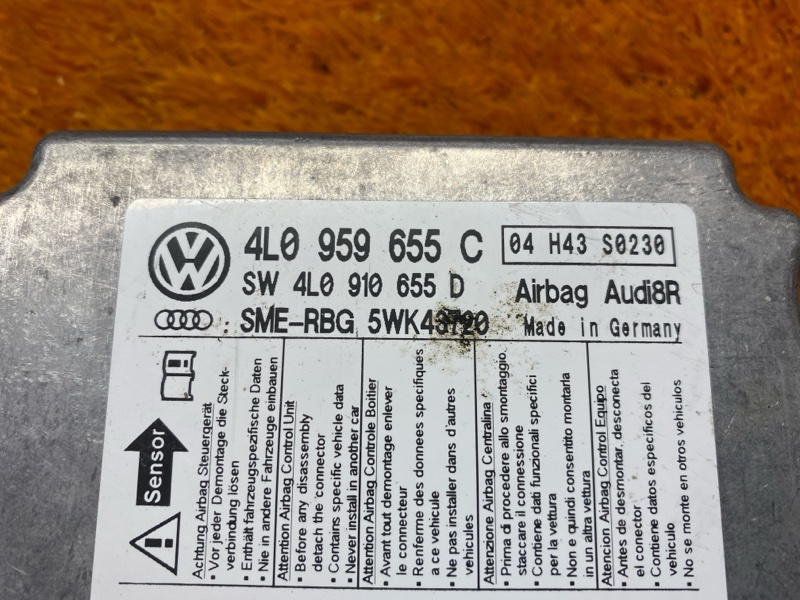 4L0 959 655 C
04 H43 S0230
SW 4L0 910 655 D
Airbag Audi8R
: SME-RBG 5WK43720
Made in Germany
Sensor
Achtung Airbag Steuergerät
• Vor jeder Demontage die Steck-
verbindung lösen
• Enthält fahrzeugspezifische Daten
• Nie in andere Fahrzeuge einbauen
Attention Airbag Control Unit
• Before any disassembly
detach the connector
• Contains specific vehicle data
• Never install in another car
Attention Airbag Controle Boitier
• Avant tout demontage enlever
le connecteur
• Renferme des donnees specifiques
a ce vehicule
• Ne pas installer dans d'autres
vehicules
Attenzione Airbag Centralina
• Prima di procedere allo smontaggio.
staccare il connessione
• Contiene dati funzionali specifici
per la vettura
• Non e quindi consentito montarla
in un altra vettura
Atencion Airbag Control Equipo
• Antes de desmontar, desconecta
el conector
• Contiene datos especificos del
vehiculo
• No se monte en otros vehiculos